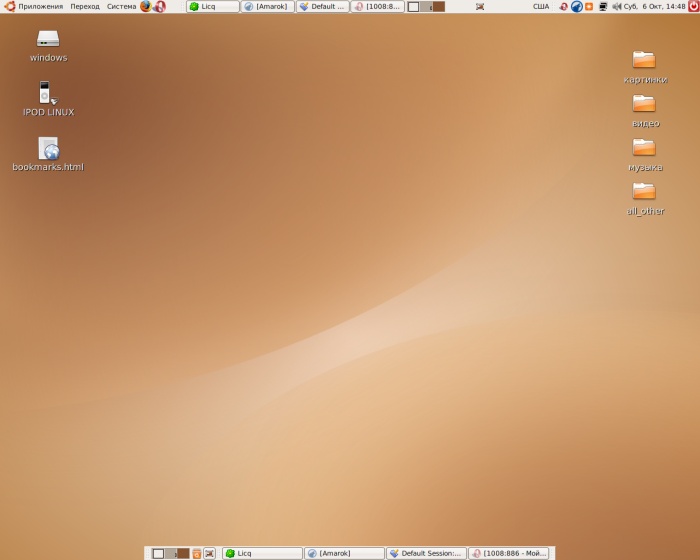 Приложения Переход Система Licq [Amarok] Default ... [1008:8... США Суб, 6 Окт, 14:48
windows
IPOD LINUX
bookmarks.html
картинки
видео
музыка
all_other
Licq [Amarok] Default Session:... [1008:886 - Мой...